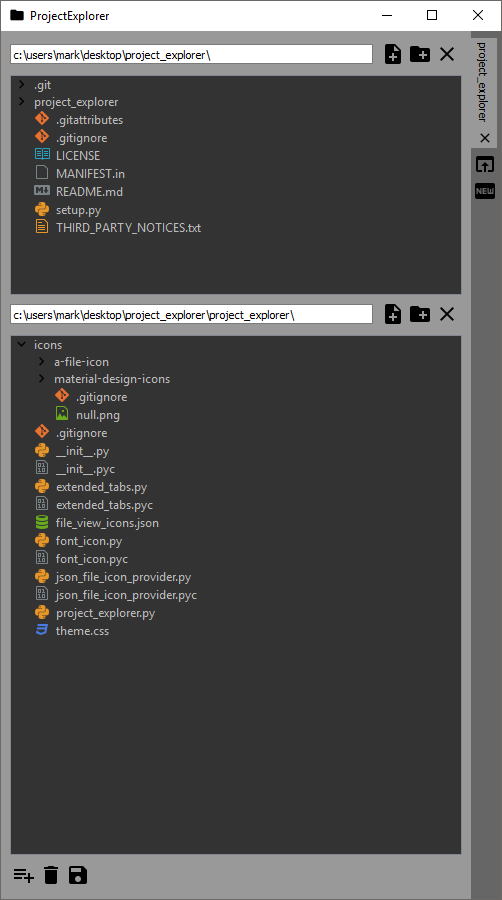 ProjectExplorer
c:\users\mark\desktop\project_explorer\
.git
project_explorer
.gitattributes
.gitignore
LICENSE
MANIFEST.in
README.md
setup.py
THIRD_PARTY_NOTICES.txt
project_explorer
NEW
c:\users\mark\desktop\project_explorer\project_explorer\
icons
a-file-icon
material-design-icons
.gitignore
null.png
.gitignore
__init__.py
__init__.pyc
extended_tabs.py
extended_tabs.pyc
file_view_icons.json
font_icon.py
font_icon.pyc
json_file_icon_provider.py
json_file_icon_provider.pyc
project_explorer.py
theme.css